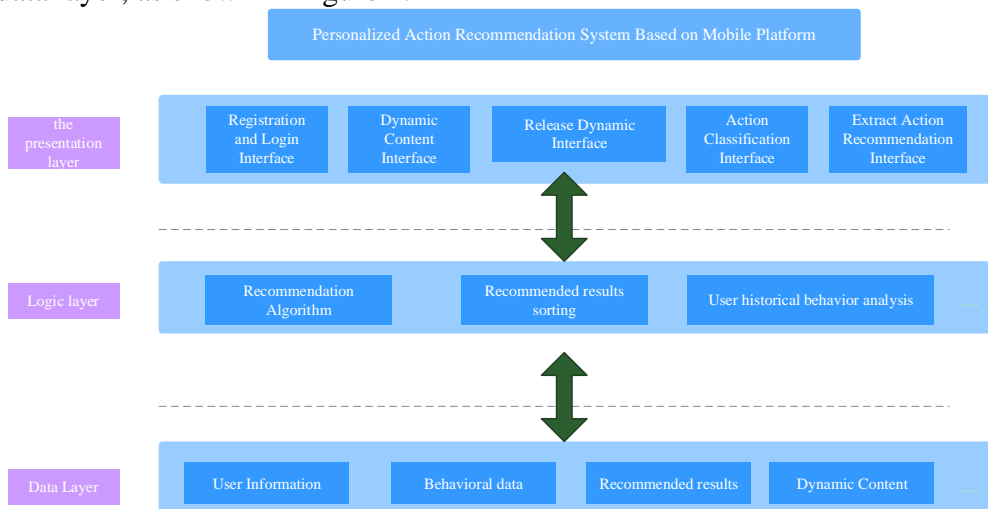 Personalized Action Recommendation System Based on Mobile Platform
the
presentation
layer
Registration
and Login
Interface
Dynamic
Content
Interface
Release Dynamic
Interface
Action
Classification
Interface
Extract Action
Recommendation
Interface
Logic layer
Recommendation
Algorithm
Recommended results
sorting
User historical behavior analysis
......
Data Layer
User Information
Behavioral data
Recommended results
Dynamic Content
......